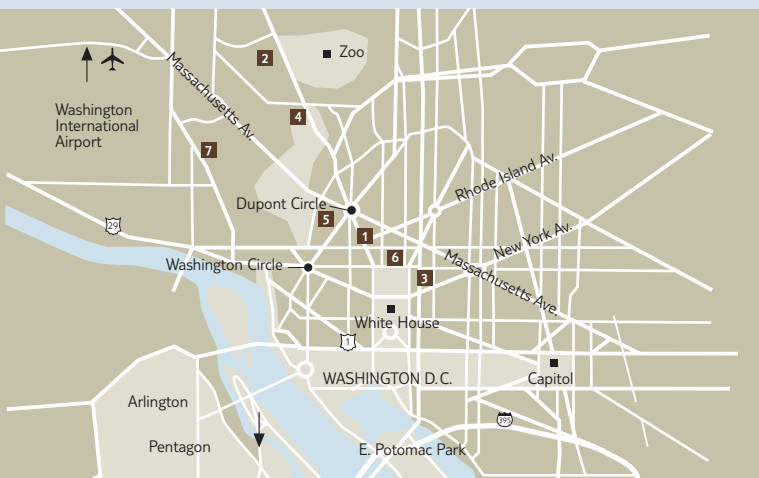 2
Zoo
Massachusetts Av.
Washington
International
Airport
4
7
Rhode Island Av.
Dupont Circle
5
29
1
New York Av.
6
Washington Circle
3
Massachusetts Ave.
White House
1
WASHINGTON D.C.
Capitol
Arlington
395
Pentagon
E. Potomac Park